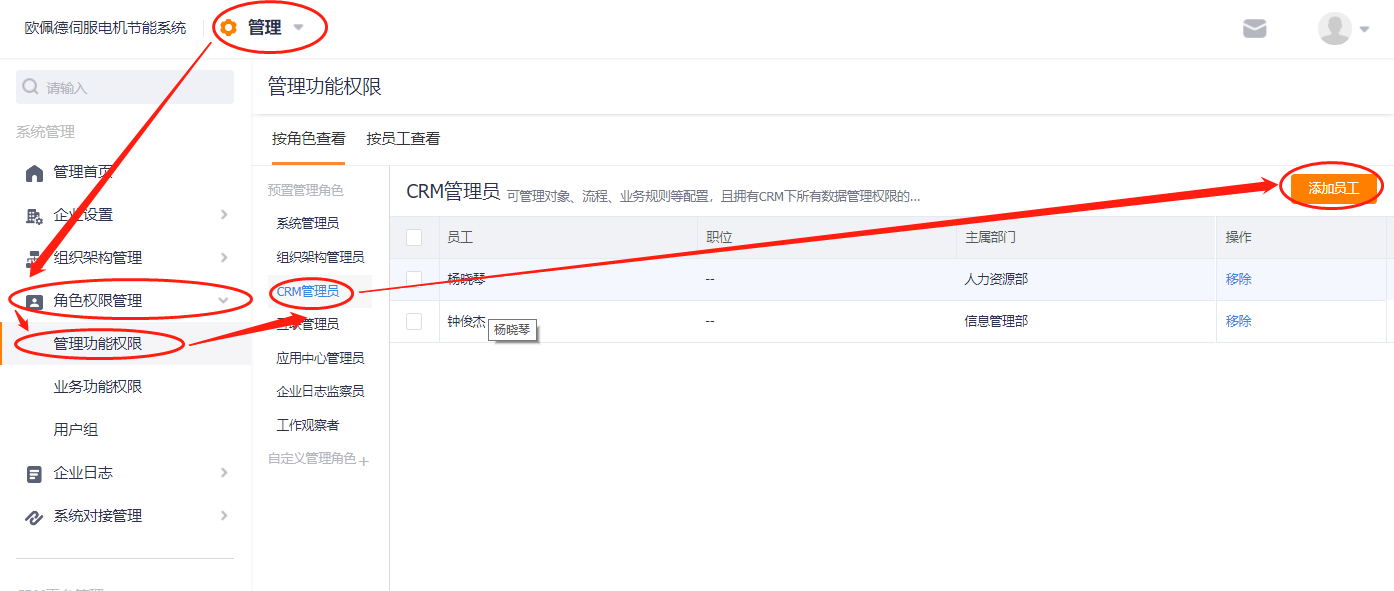 欧佩德伺服电机节能系统
管理
请输入
系统管理
管理首页
企业设置
组织架构管理
角色权限管理
管理功能权限
业务功能权限
用户组
企业日志
系统对接管理
管理功能权限
按角色查看 按员工查看
预置管理角色
系统管理员
组织架构管理员
CRM管理员
互联管理员
应用中心管理员
企业日志监察员
工作观察者
自定义管理角色
CRM管理员 可管理对象、流程、业务规则等配置，且拥有CRM下所有数据管理权限的...
添加员工
员工 职位 主属部门 操作
杨晓琴 -- 人力资源部 移除
钟俊杰 -- 信息管理部 移除
杨晓琴